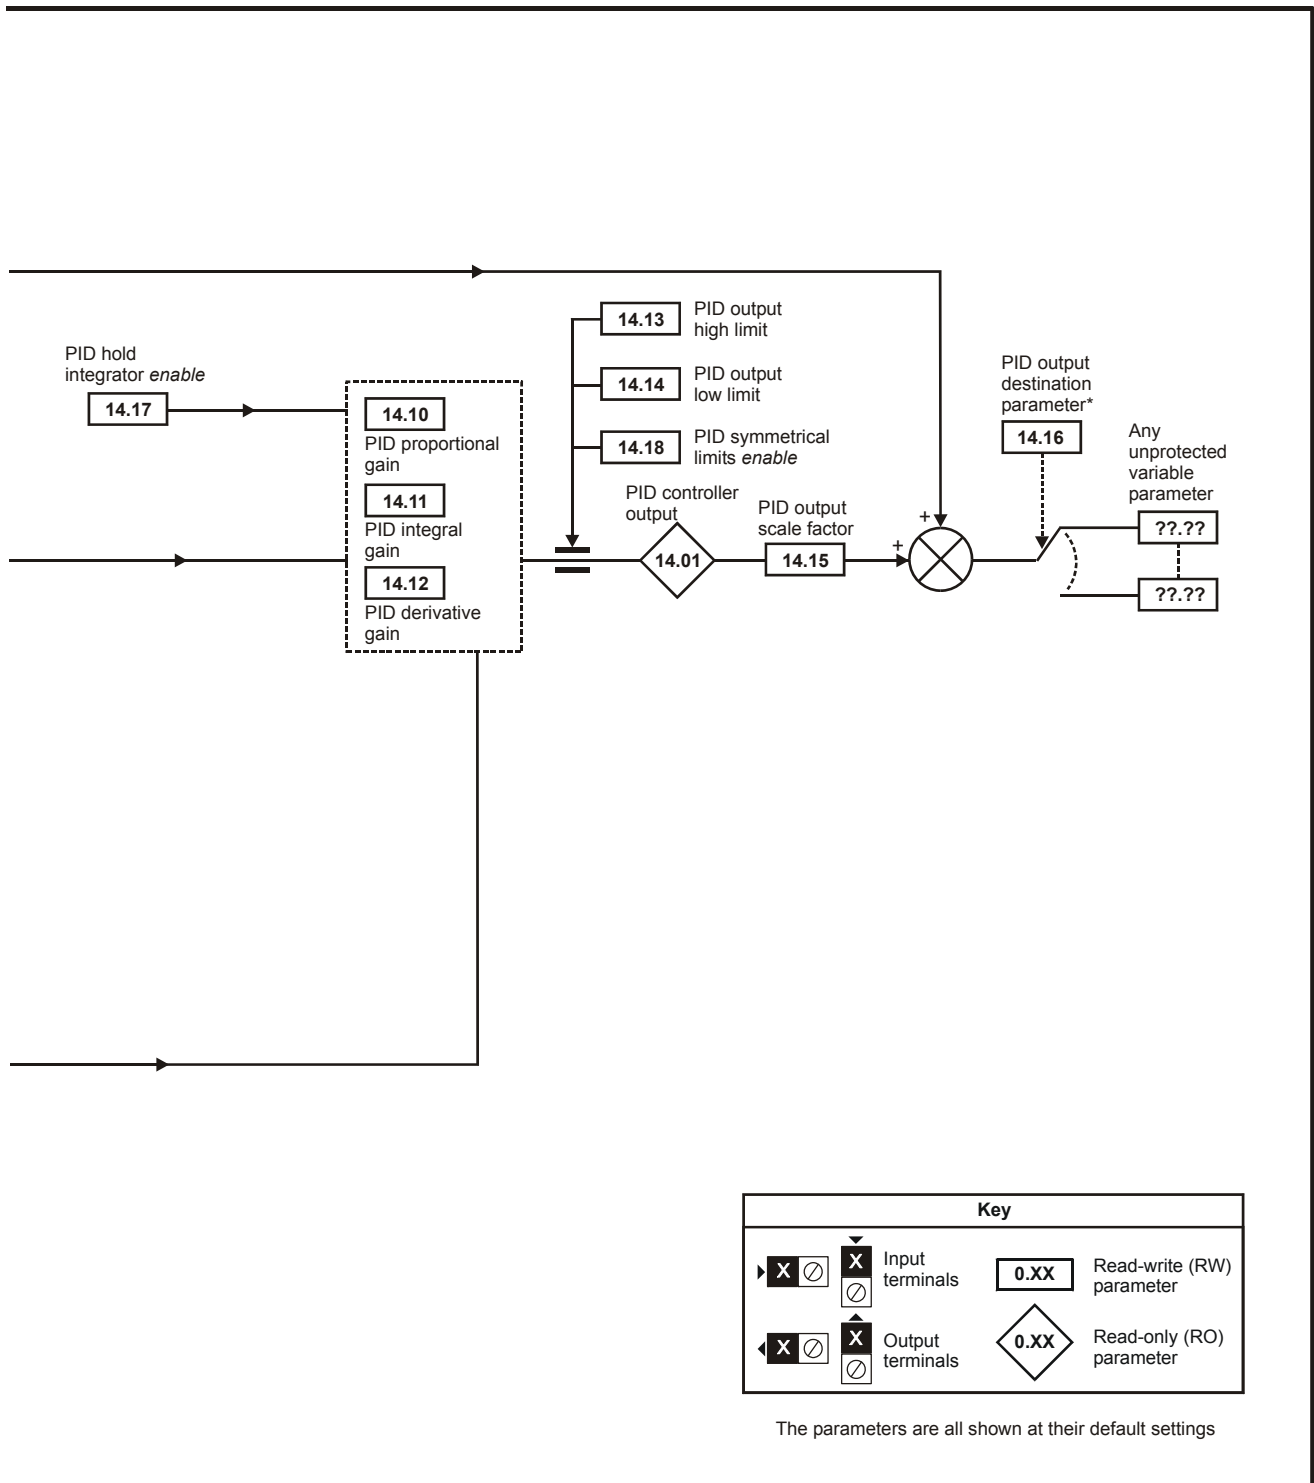 14.13
PID output
high limit
PID hold
integrator enable
14.17
14.14
PID output
low limit
PID output
destination
parameter*
14.16
14.10
PID proportional
gain
14.18
PID symmetrical
limits enable
Any
unprotected
variable
parameter
14.11
PID integral
gain
PID controller
output
14.01
PID output
scale factor
14.15
+
+
??.??
??.??
14.12
PID derivative
gain
Key
X
X
Input
terminals
0.XX
Read-write (RW)
parameter
X
X
Output
terminals
0.XX
Read-only (RO)
parameter
The parameters are all shown at their default settings